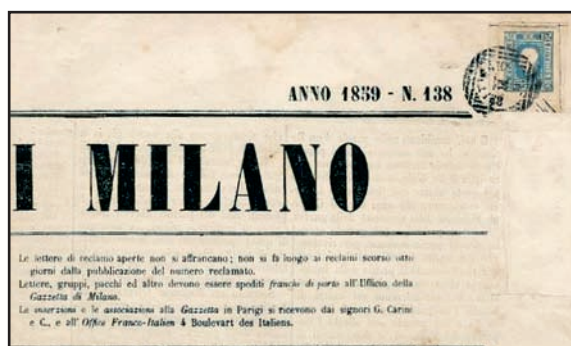 ANNO 1859 - N. 138
I MILANO
Le lettere di reclamo aperte non si affrancano; non si fa luogo ai reclami scorso otto
giorni dalla pubblicazione del numero reclamato.
Lettere, gruppi, pacchi ed altro devono essere spediti franchi di porto all'Ufficio della
Gazzetta di Milano.
Le inserzioni e le associazioni alla Gazzetta in Parigi si ricevono dai signori G. Carini
e C., e all'Office Franco-Italien 4 Boulevart des Italiens.